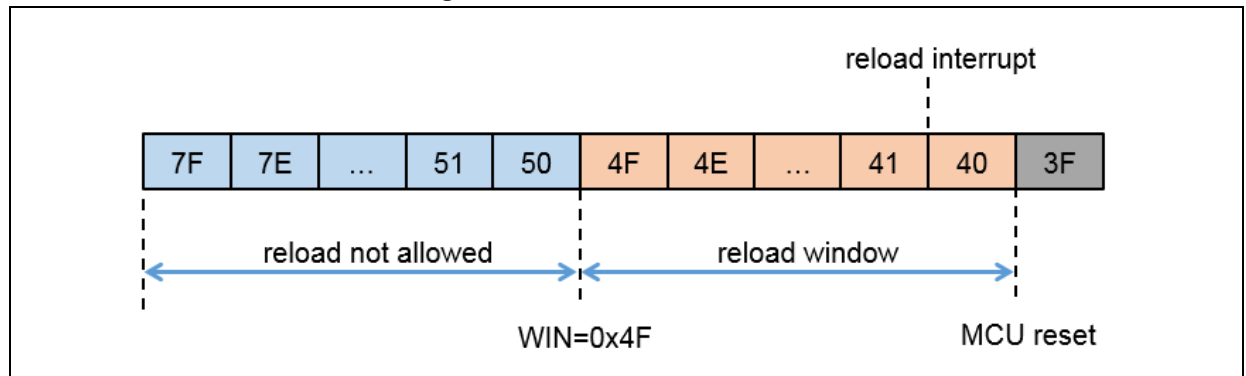 reload interrupt
7F 7E ... 51 50 4F 4E ... 41 40 3F
reload not allowed reload window
WIN=0x4F MCU reset